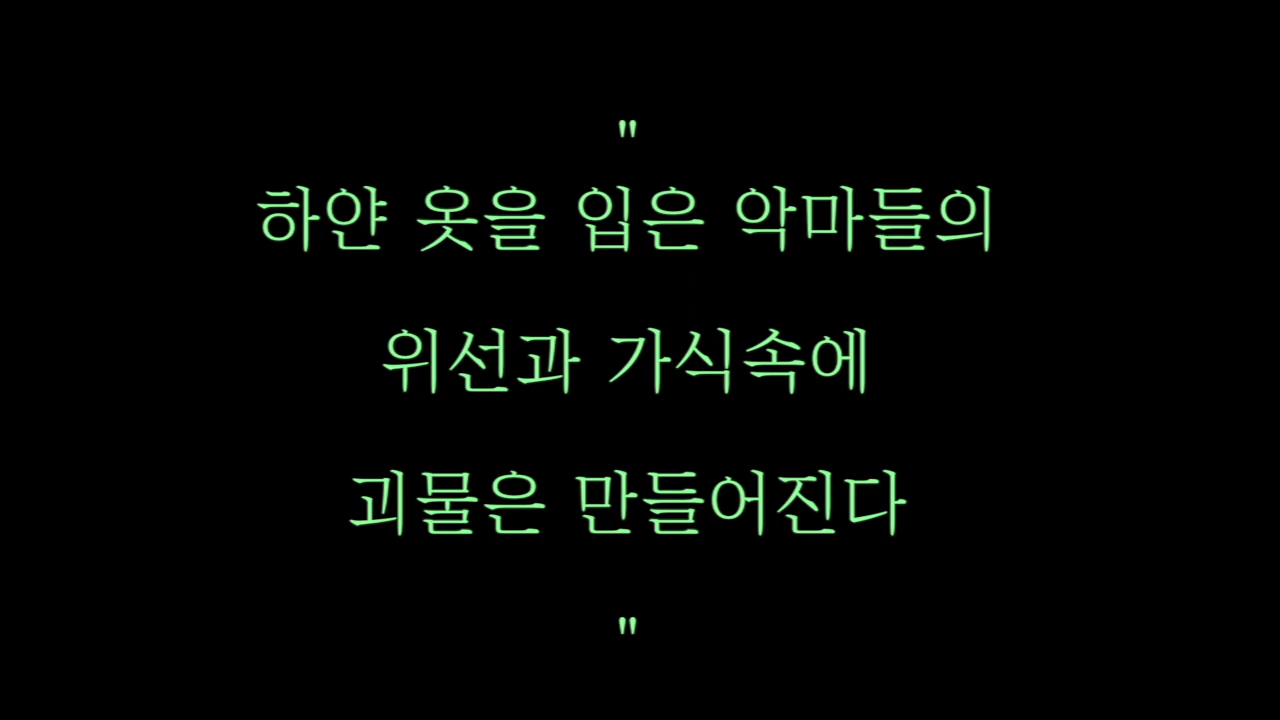 "
하얀 옷을 입은 악마들의
위선과 가식속에
괴물은 만들어진다
"